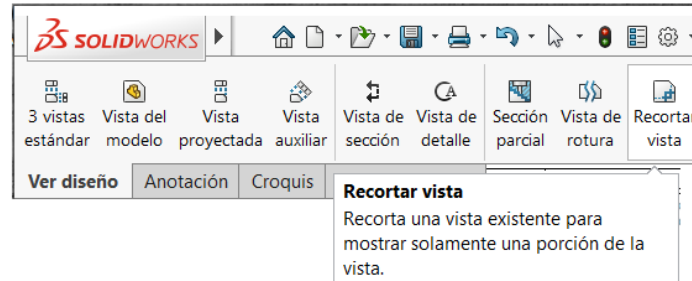 SOLIDWORKS
3 vistas Vista del Vista Vista Vista de Vista de Sección Vista de Recortar
estándar modelo proyectada auxiliar sección detalle parcial rotura vista
Ver diseño Anotación Croquis
Recortar vista
Recorta una vista existente para
mostrar solamente una porción de la
vista.